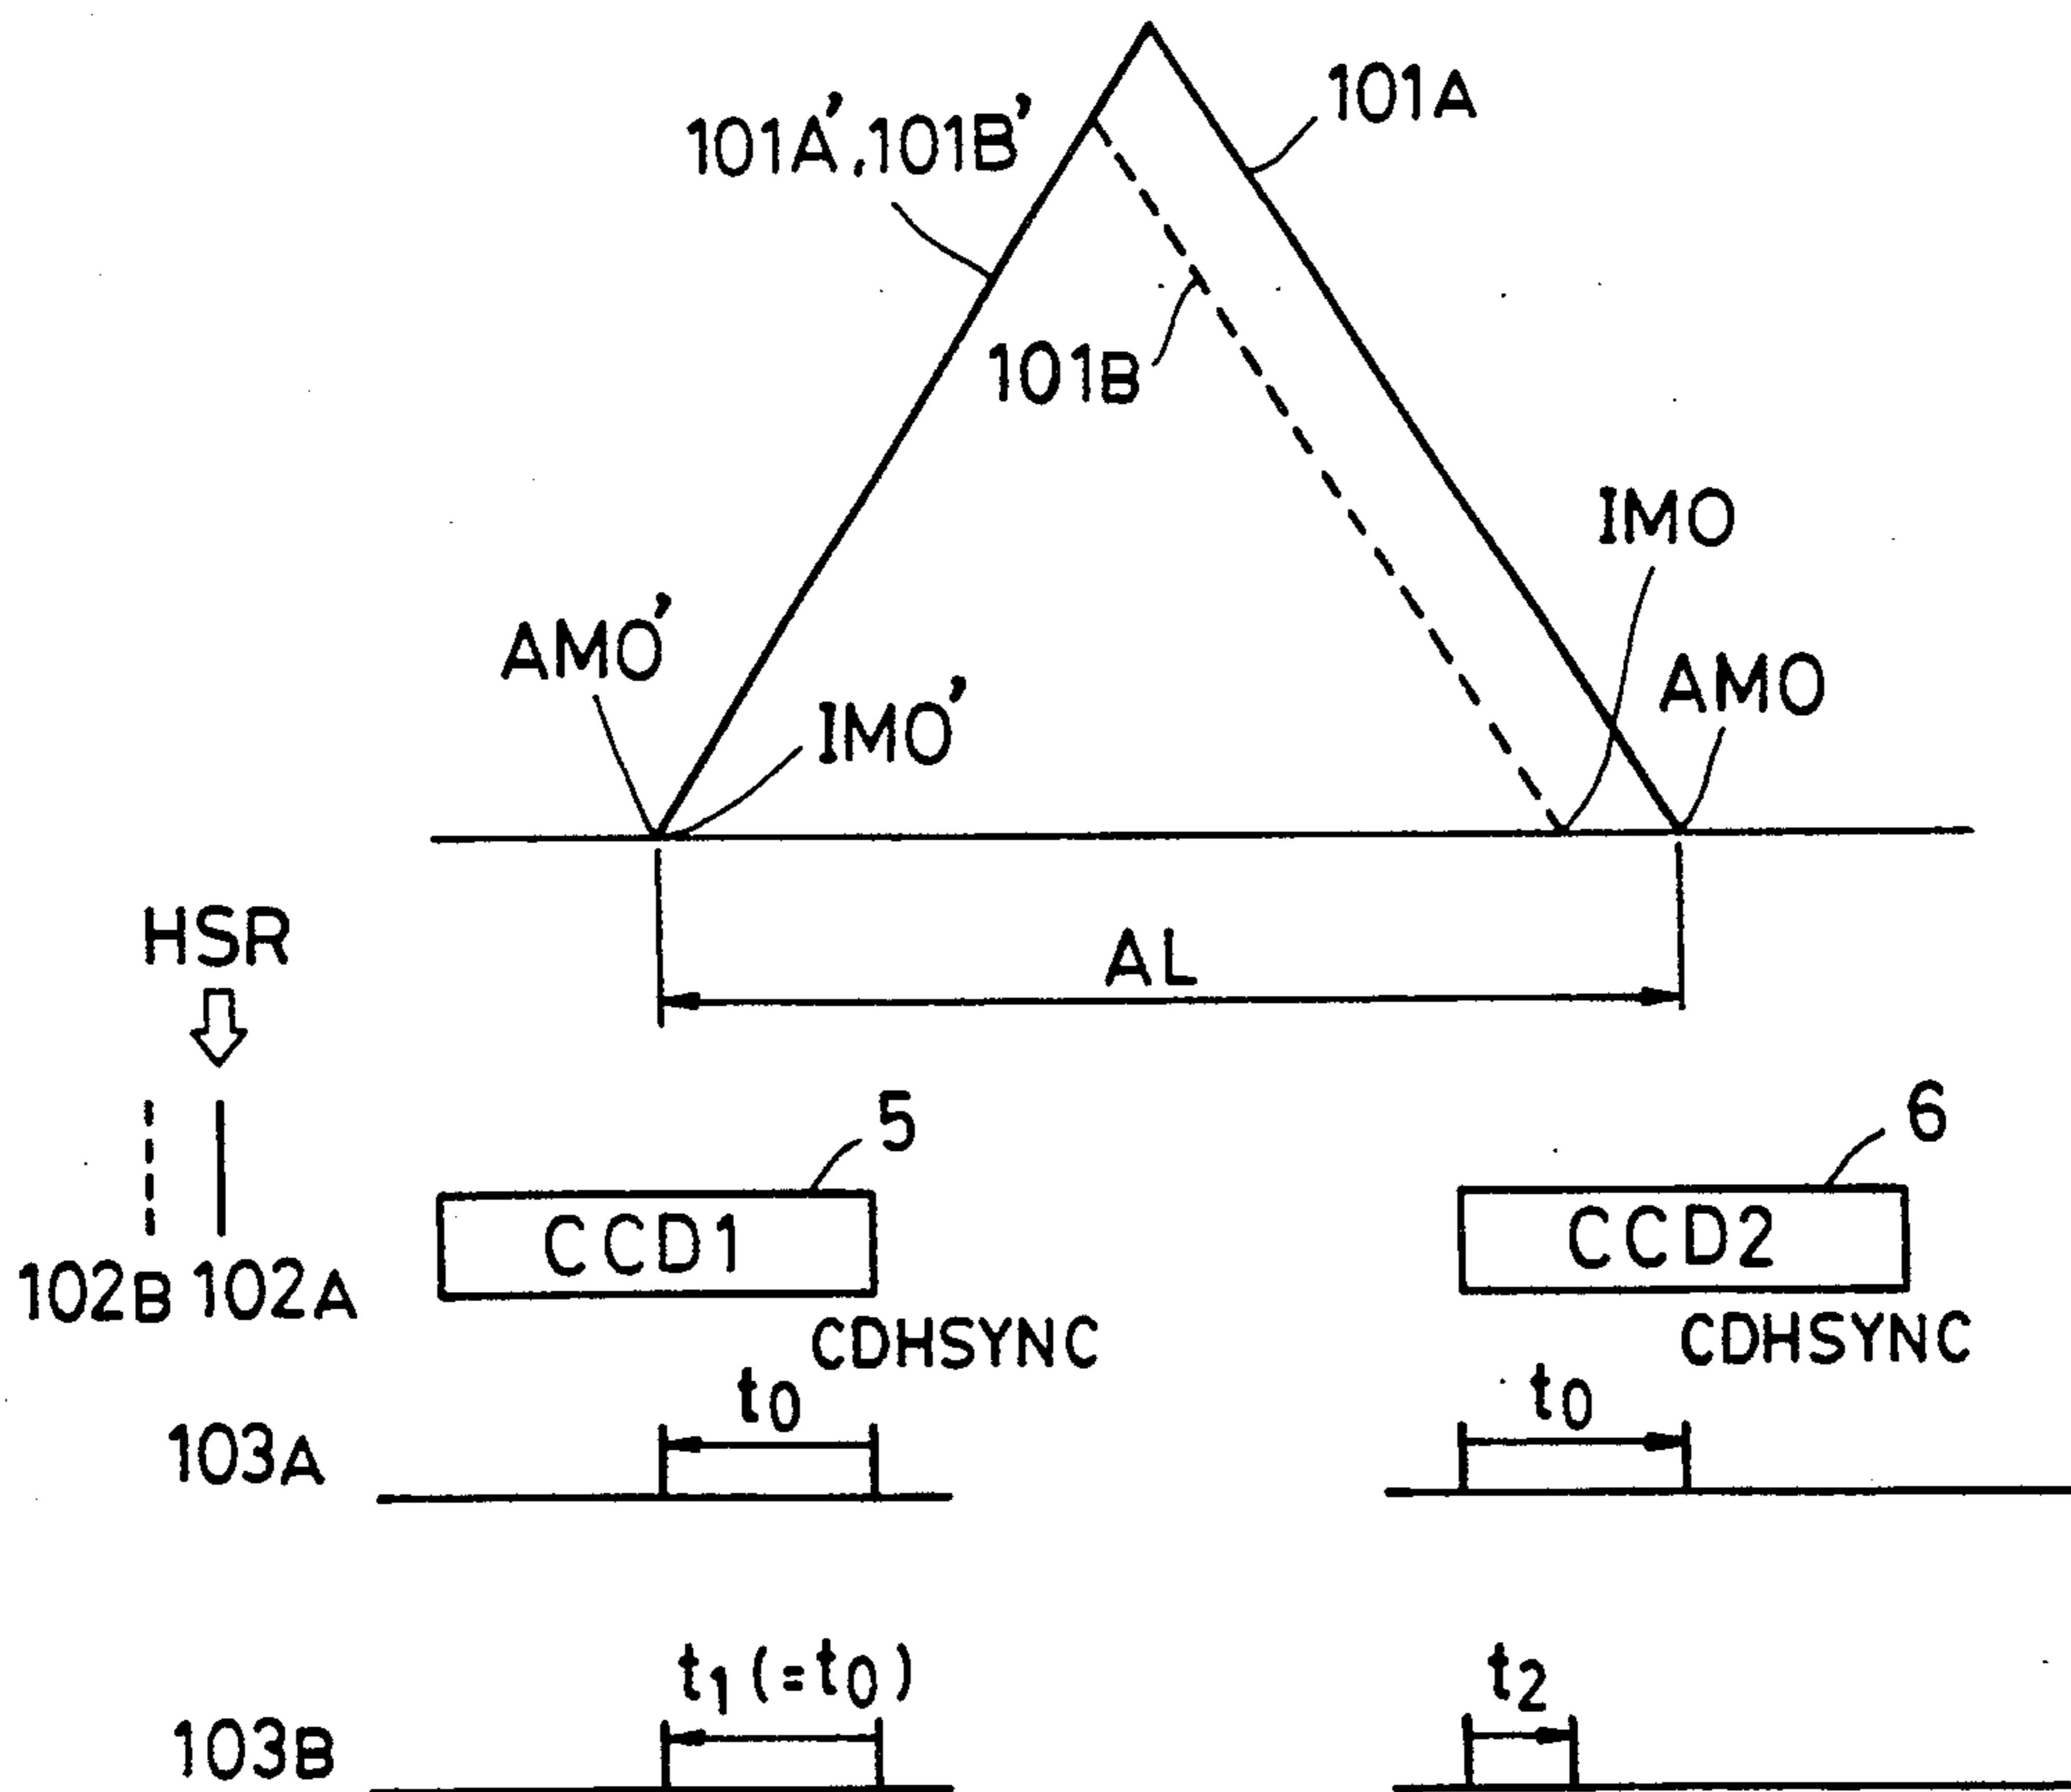 101A
101A',101B'
101B
IMO
AMO'
AMO
IMO'
HSR
AL
5
6
CCD1
CCD2
102B 102A
CDHSYNC
CDHSYNC
t0
t0
103A
t1(=t0)
t2
103B